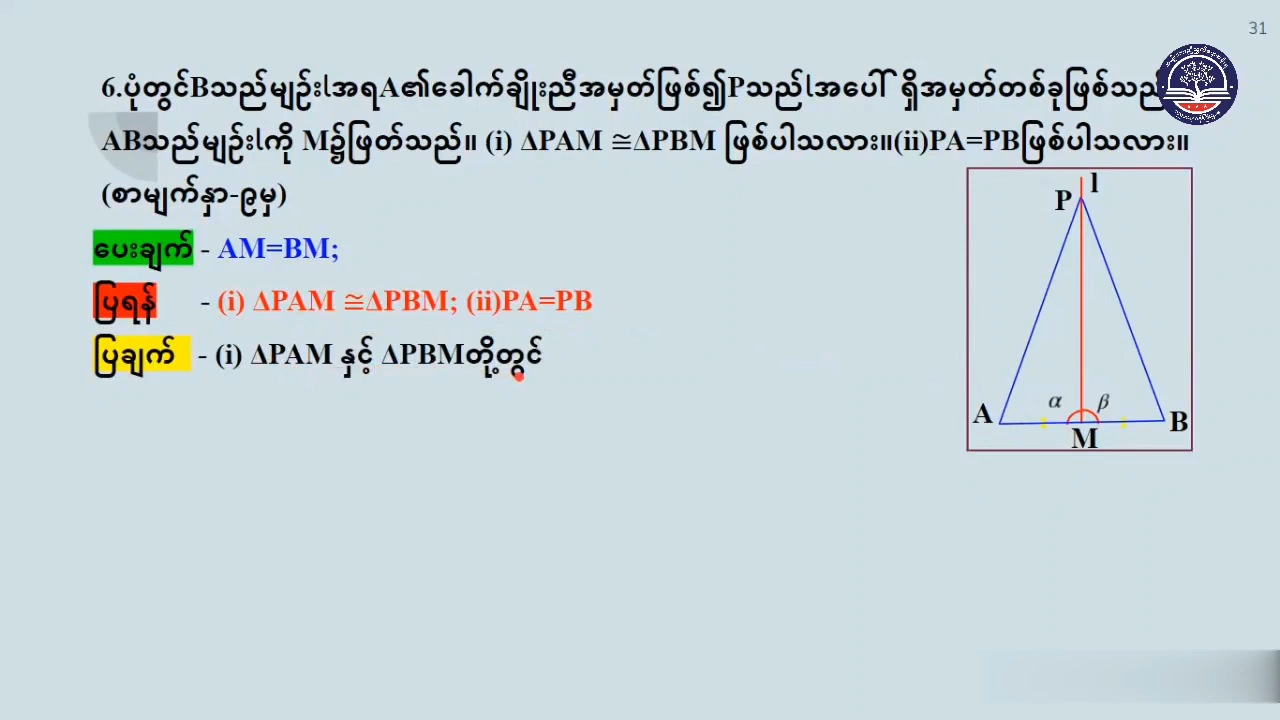 31
6.ပုံတွင်Bသည်မျဉ်းlအရA၏ခေါက်ချိုးညီအမှတ်ဖြစ်၍Pသည်lအပေါ် ရှိအမှတ်တစ်ခုဖြစ်သည်
ABသည်မျဉ်းlကို M၌ဖြတ်သည်။ (i) ΔPAM ≅ΔPBM ဖြစ်ပါသလား။(ii)PA=PBဖြစ်ပါသလား။
(စာမျက်နှာ-၉မှ)
ပေးချက် - AM=BM;
ပြရန် - (i) ΔPAM ≅ΔPBM; (ii)PA=PB
ပြချက် - (i) ΔPAM နှင့် ΔPBMတို့တွင်
l
P
α β
A B
M